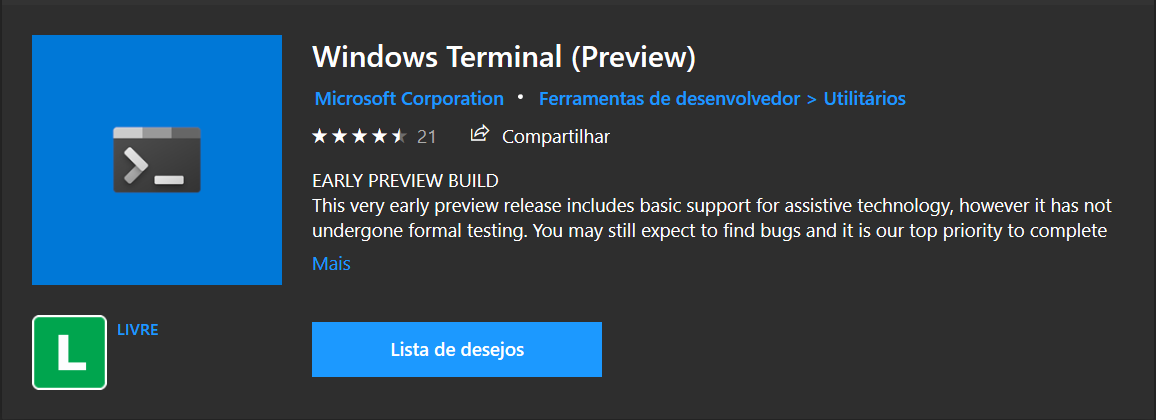 Windows Terminal (Preview)
Microsoft Corporation • Ferramentas de desenvolvedor > Utilitários
21 Compartilhar
EARLY PREVIEW BUILD
This very early preview release includes basic support for assistive technology, however it has not
undergone formal testing. You may still expect to find bugs and it is our top priority to complete
Mais
L LIVRE
Lista de desejos